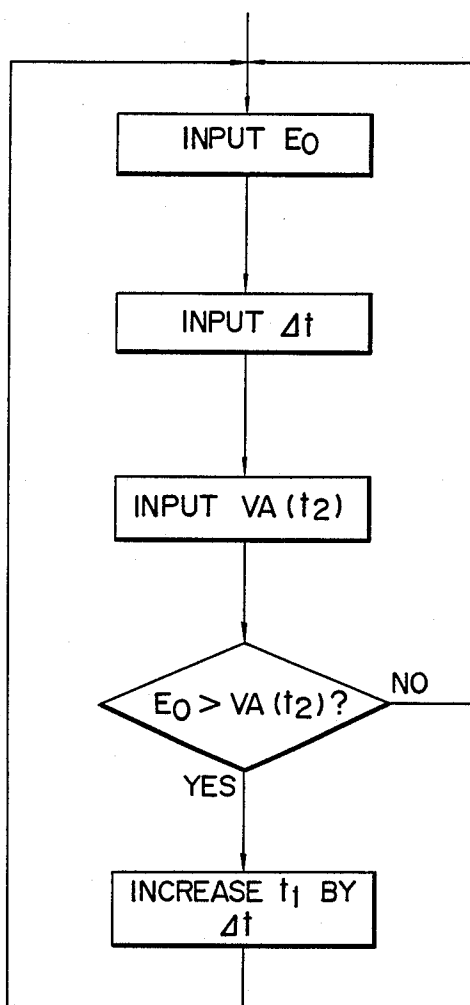 INPUT E0
INPUT Δt
INPUT VA (t2)
E0 > VA (t2) ?
NO
YES
INCREASE t1 BY
Δt